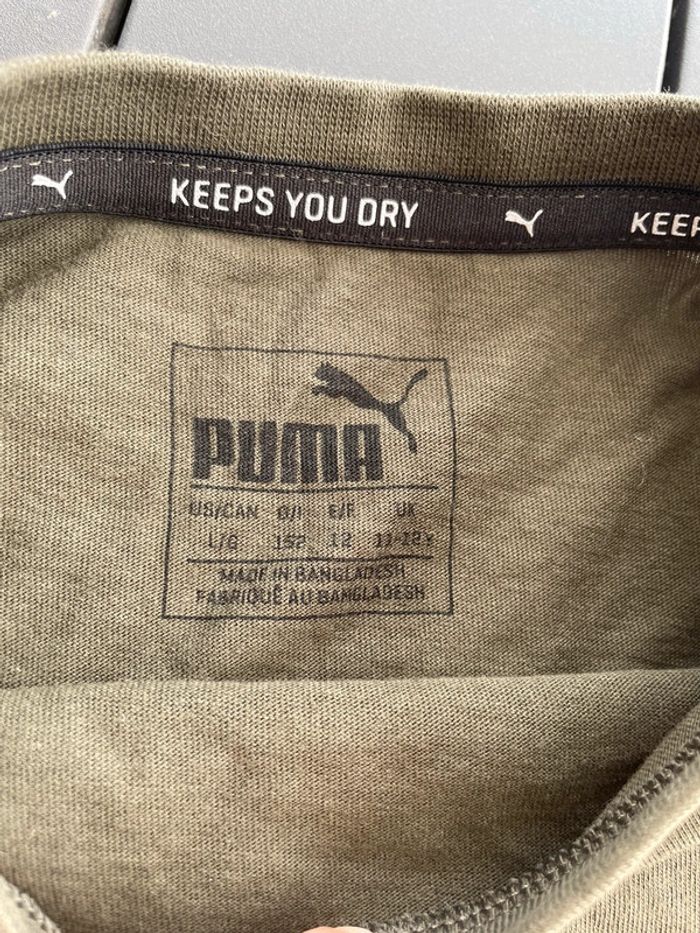 KEEPS YOU DRY KEEP
PUMA
US/CAN D/I E/F UK
L/G 152 12 11-12Y
MADE IN BANGLADESH
FABRIQUÉ AU BANGLADESH